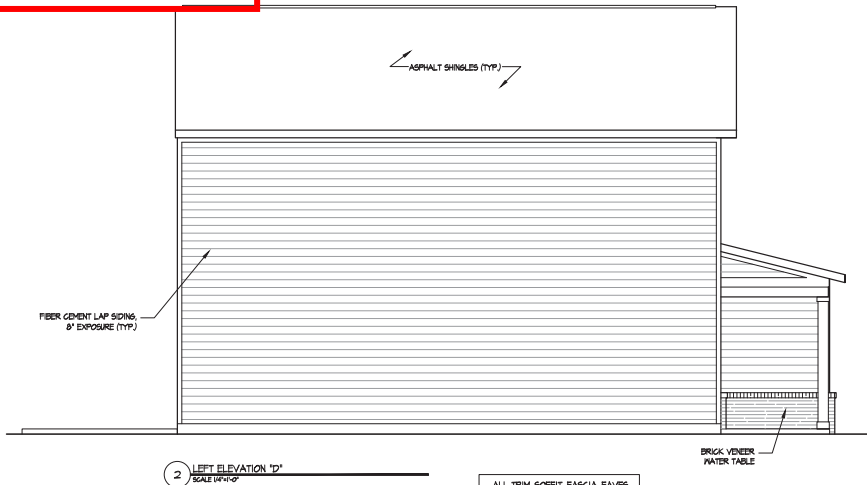 ASPHALT SHINGLES (TYP.)
FIBER CEMENT LAP SIDING,
8" EXPOSURE (TYP.)
BRICK VENEER
WATER TABLE
2
LEFT ELEVATION "D"
SCALE 1/4"=1'-0"
ALL TRIM, SOFFIT, FASCIA, EAVES